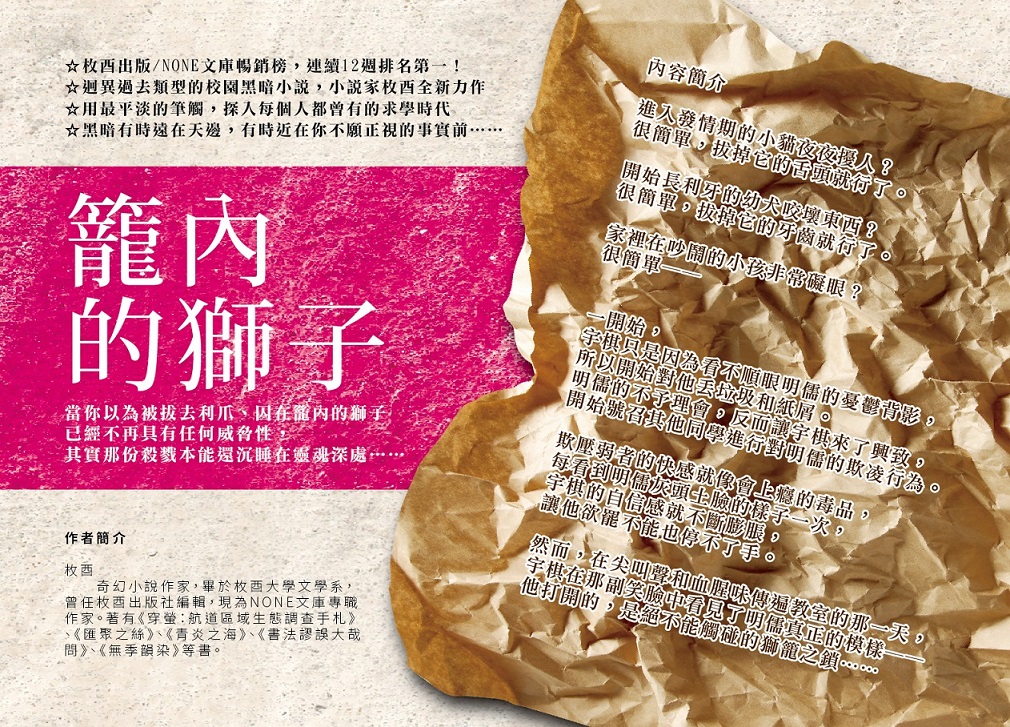 ☆枚酉出版/NONE文庫暢銷榜，連續12週排名第一！
☆迥異過去類型的校園黑暗小說，小說家枚酉全新力作
☆用最平淡的筆觸，探入每個人都曾有的求學時代
☆黑暗有時遠在天邊，有時近在你不願正視的事實前……
籠內
的獅子
當你以為被拔去利爪、囚在籠內的獅子
已經不再具有任何威脅性，
其實那份殺戮本能還沉睡在靈魂深處……
作者簡介
枚酉
奇幻小說作家，畢於枚酉大學文學系，
曾任枚酉出版社編輯，現為NONE文庫專職
作家。著有《穿螢：航道區域生態調查手札》
、《匯聚之絲》、《青炎之海》、《書法謬誤大哉
問》、《無季韻染》等書。
內容簡介
進入發情期的小貓夜夜擾人？
很簡單，拔掉它的舌頭就行了。
開始長利牙的幼犬咬壞東西？
很簡單，拔掉它的牙齒就行了。
家裡在吵鬧的小孩非常礙眼？
很簡單——
一開始，
宇棋只是因為看不順眼明儒的憂鬱背影，
所以開始對他丟垃圾和紙屑。
明儒的不予理會，反而讓宇棋來了興致，
開始號召其他同學進行對明儒的欺凌行為。
欺壓弱者的快感就像會上癮的毒品，
每看到明儒灰頭土臉的樣子一次，
宇棋的自信感就不斷膨脹，
讓他欲罷不能也停不了手。
然而，在尖叫聲和血腥味傳遍教室的那一天，
宇棋在那副笑臉中看見了明儒真正的模樣——
他打開的，是絕不能觸碰的獅籠之鎖……